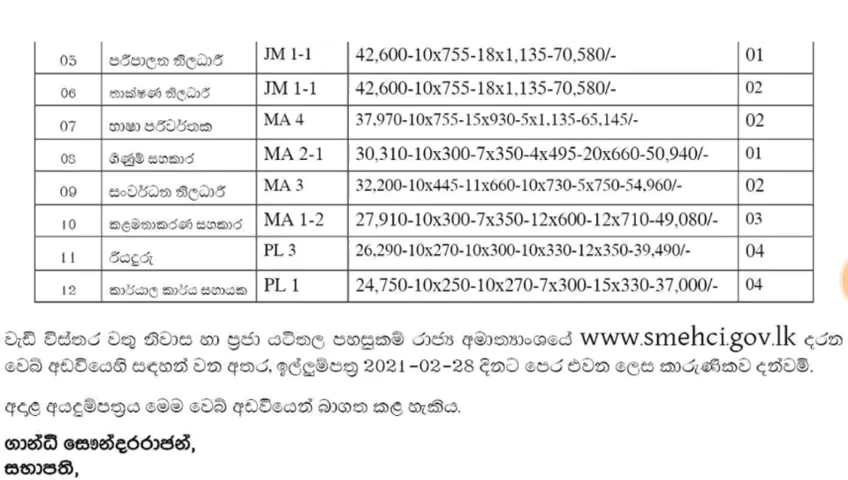 05 පරිපාලන නිලධාරී JM 1-1 42,600-10x755-18x1,135-70,580/- 01
06 තාක්ෂණ නිලධාරී JM 1-1 42,600-10x755-18x1,135-70,580/- 02
07 භාෂා පරිවර්තක MA 4 37,970-10x755-15x930-5x1,135-65,145/- 02
08 ගිණුම් සහකාර MA 2-1 30,310-10x300-7x350-4x495-20x660-50,940/- 01
09 සංවර්ධන නිලධාරී MA 3 32,200-10x445-11x660-10x730-5x750-54,960/- 02
10 කළමනාකරණ සහකාර MA 1-2 27,910-10x300-7x350-12x600-12x710-49,080/- 03
11 රියදුරු PL 3 26,290-10x270-10x300-10x330-12x350-39,490/- 04
12 කාර්යාල කාර්ය සහායක PL 1 24,750-10x250-10x270-7x300-15x330-37,000/- 04
වැඩි විස්තර වතු නිවාස හා ප්‍රජා යටිතල පහසුකම් රාජ්‍ය අමාත්‍යාංශයේ www.smehci.gov.lk දරන
වෙබ් අඩවියෙහි සඳහන් වන අතර, ඉල්ලුම්පත්‍ර 2021-02-28 දිනට පෙර එවන ලෙස කාරුණිකව දන්වමි.
අදාළ අයදුම්පත්‍රය මෙම වෙබ් අඩවියෙන් බාගත කළ හැකිය.
ගාන්ධි සෞන්දරරාජන්,
සභාපති,